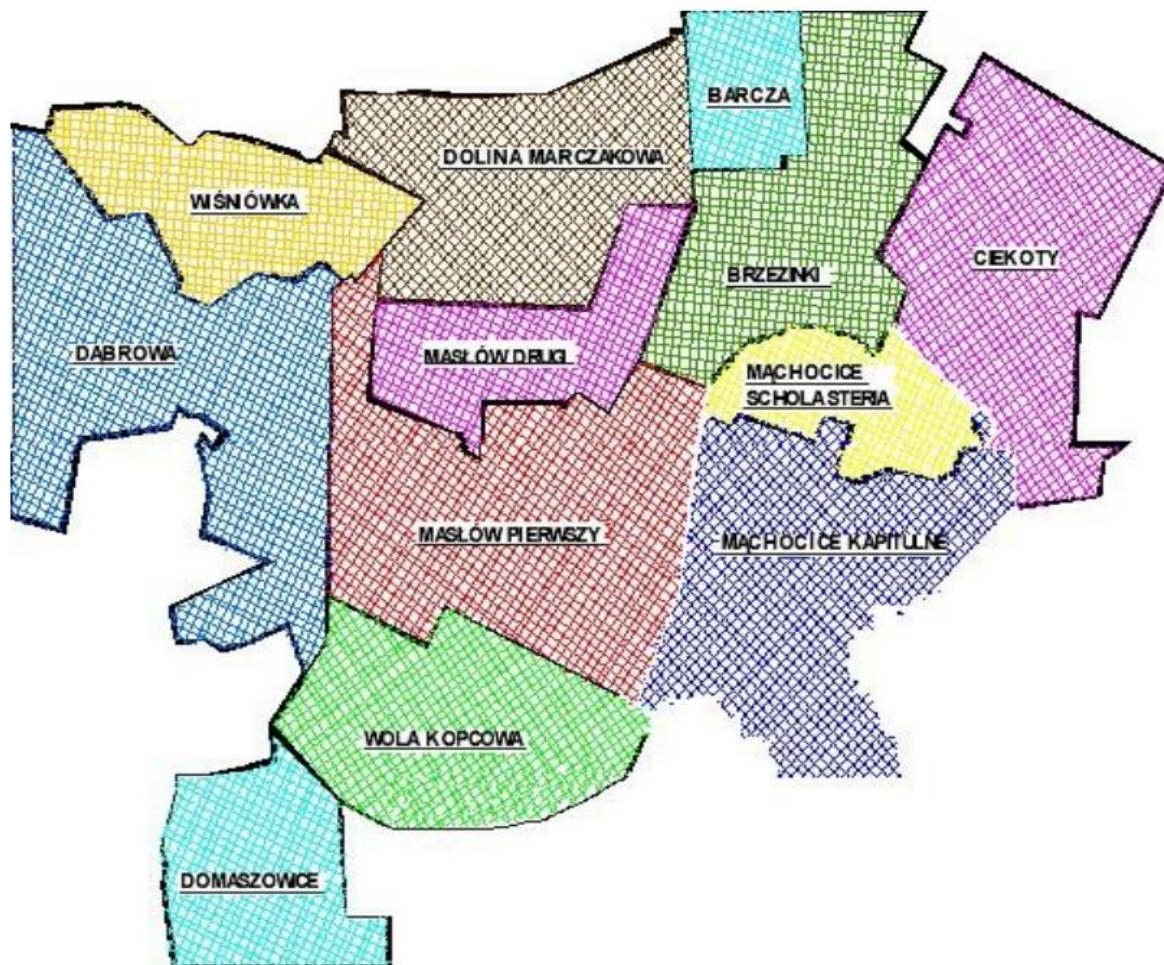 BARCZA
DOLINA MARCZAKOWA
WIŚNIÓWKA
CIEKOTY
BRZEZINKI
DĄBROWA
MASŁÓW DRUGI
MĄCHOCICE
SCHOLASTERIA
MASŁÓW PIERWSZY
MĄCHOCICE KAPITULNE
WOLA KOPCOWA
DOMASZOWICE